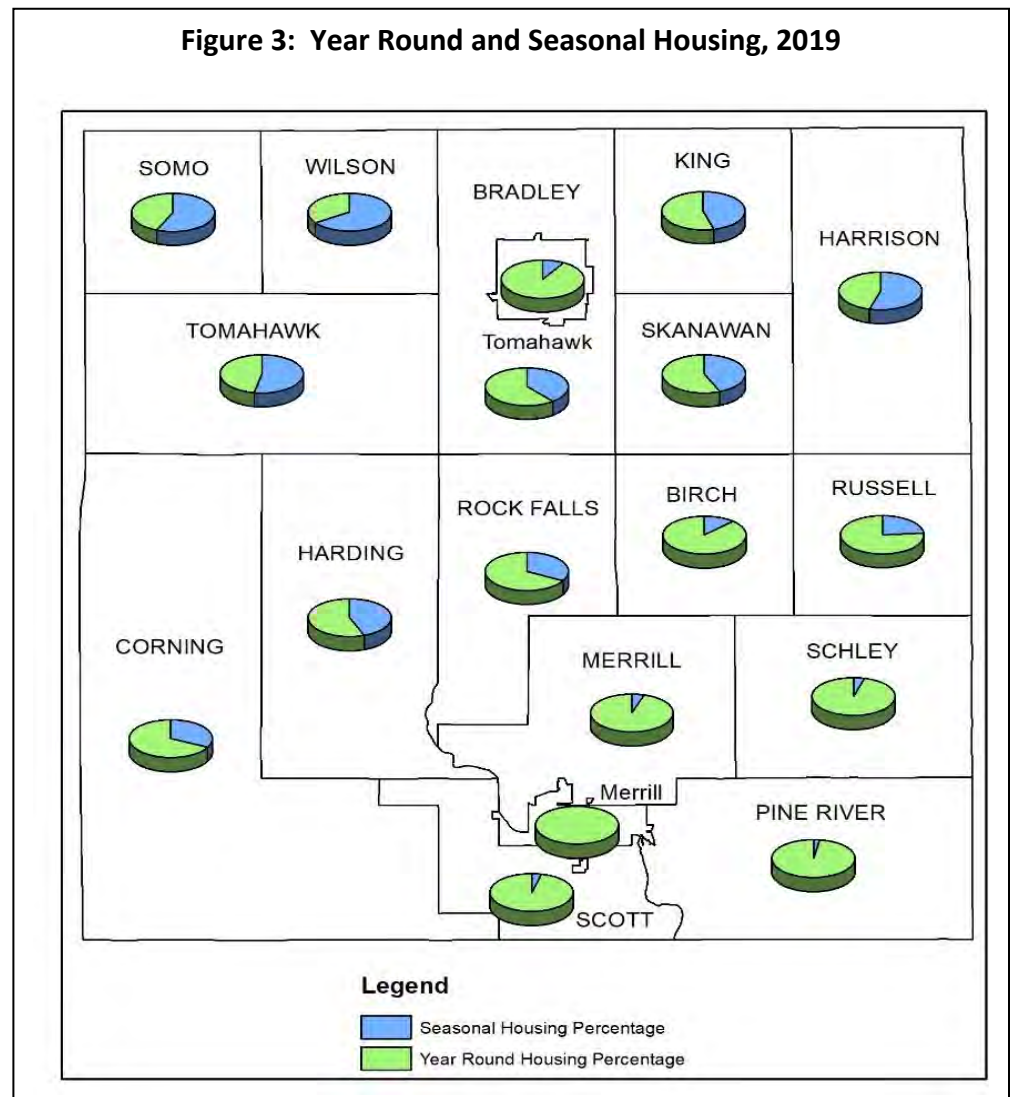 Figure 3: Year Round and Seasonal Housing, 2019
SOMO
WILSON
BRADLEY
KING
HARRISON
TOMAHAWK
Tomahawk
SKANAWAN
CORNING
HARDING
ROCK FALLS
BIRCH
RUSSELL
MERRILL
SCHLEY
Merrill
PINE RIVER
SCOTT
Legend
Seasonal Housing Percentage
Year Round Housing Percentage